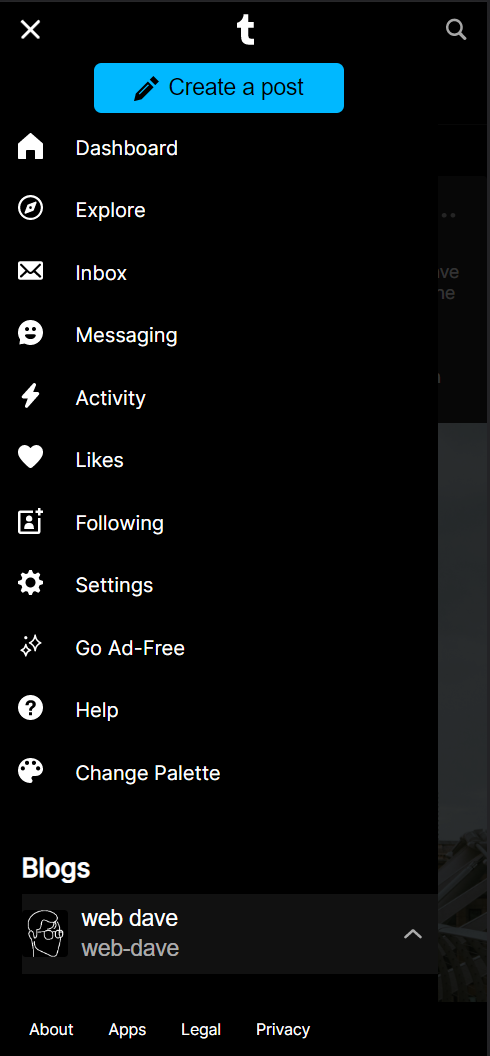 t
Create a post
Dashboard
Explore
Inbox
Messaging
Activity
Likes
Following
Settings
Go Ad-Free
Help
Change Palette
Blogs
web dave
web-dave
About Apps Legal Privacy